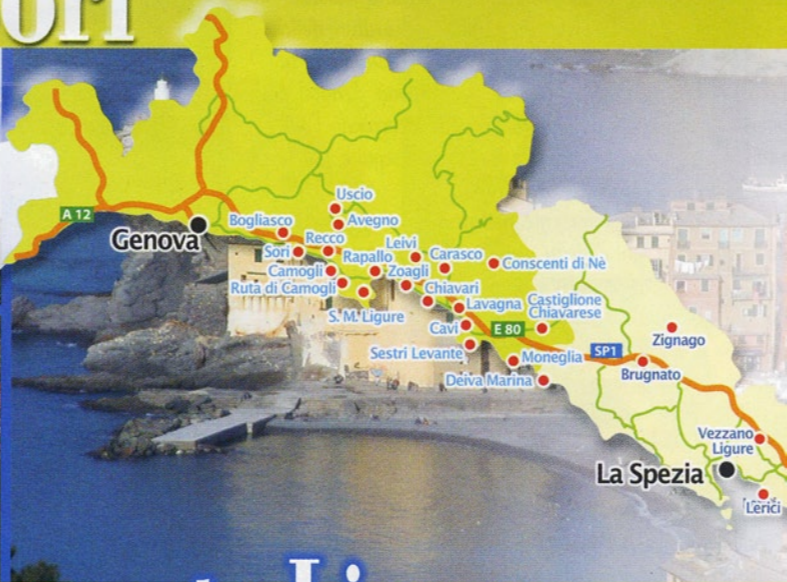 ori
Uscio
A 12
Bogliasco
Avegno
Genova
Recco
Leivi
Sori
Rapallo
Carasco
Conscenti di Nè
Camogli
Zoagli
Ruta di Camogli
Chiavari
Lavagna
Castiglione
Chiavarese
S. M. Ligure
Cavi
E 80
Zignago
Sestri Levante
Moneglia
SP1
Brugnato
Deiva Marina
Vezzano
Ligure
La Spezia
Lerici